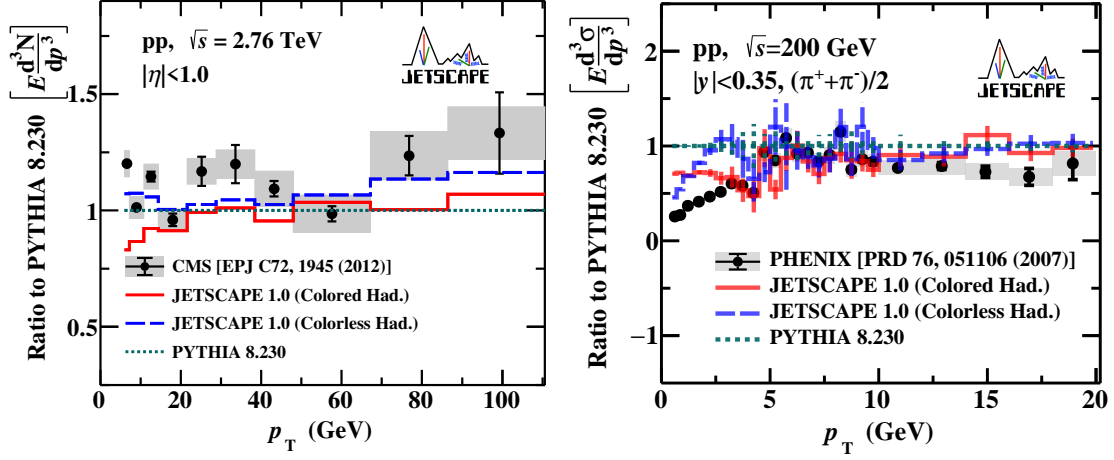 Ratio to PYTHIA 8.230 [E d³N/dp³]
pp, √s = 2.76 TeV
|η|<1.0
JETSCAPE
1.5
1
0.5
CMS [EPJ C72, 1945 (2012)]
JETSCAPE 1.0 (Colored Had.)
JETSCAPE 1.0 (Colorless Had.)
PYTHIA 8.230
0 20 40 60 80 100
p_T (GeV)
Ratio to PYTHIA 8.230 [E d³σ/dp³]
pp, √s=200 GeV
|y|<0.35, (π⁺+π⁻)/2
JETSCAPE
2
1
0
−1
PHENIX [PRD 76, 051106 (2007)]
JETSCAPE 1.0 (Colored Had.)
JETSCAPE 1.0 (Colorless Had.)
PYTHIA 8.230
0 5 10 15 20
p_T (GeV)